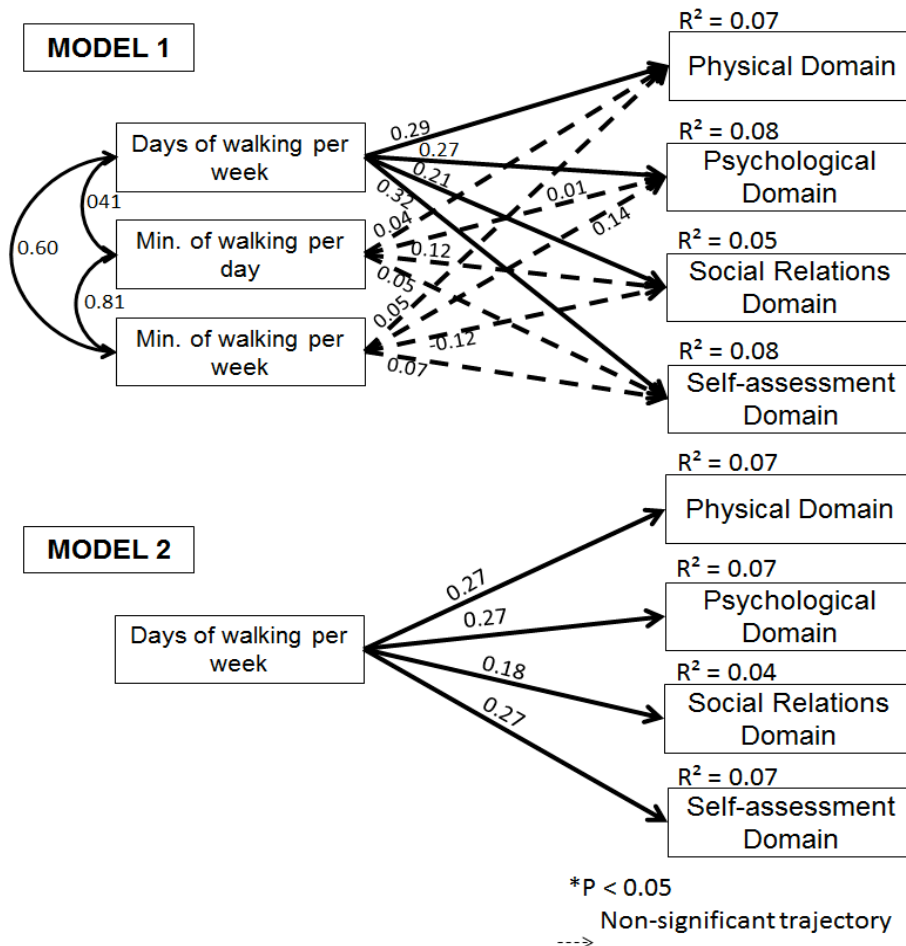 MODEL 1
R² = 0.07
Physical Domain
R² = 0.08
Psychological
Domain
R² = 0.05
Social Relations
Domain
R² = 0.08
Self-assessment
Domain
Days of walking per
week
Min. of walking per
day
Min. of walking per
week
0.60
041
0.81
0.29
0.27
0.21
0.32
0.04
0.01
0.12
0.05
0.14
0.05
-0.12
0.07
MODEL 2
Days of walking per
week
R² = 0.07
Physical Domain
R² = 0.07
Psychological
Domain
R² = 0.04
Social Relations
Domain
R² = 0.07
Self-assessment
Domain
0.27
0.27
0.18
0.27
*P < 0.05
Non-significant trajectory